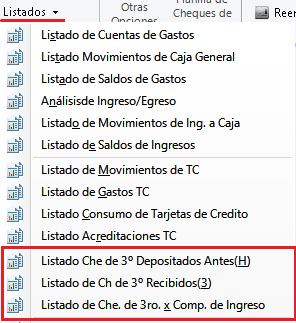 Listados
Otras
Opciones
Planilla de
Cheques de
Listado de Cuentas de Gastos
Listado Movimientos de Caja General
Listado de Saldos de Gastos
Análisisde Ingreso/Egreso
Listado de Movimientos de Ing. a Caja
Listado de Saldos de Ingresos
Listado de Movimientos de TC
Listado de Gastos TC
Listado Consumo de Tarjetas de Credito
Listado Acreditaciones TC
Listado Che de 3º Depositados Antes(H)
Listado de Ch de 3º Recibidos(3)
Listado de Che. de 3ro. x Comp. de Ingreso